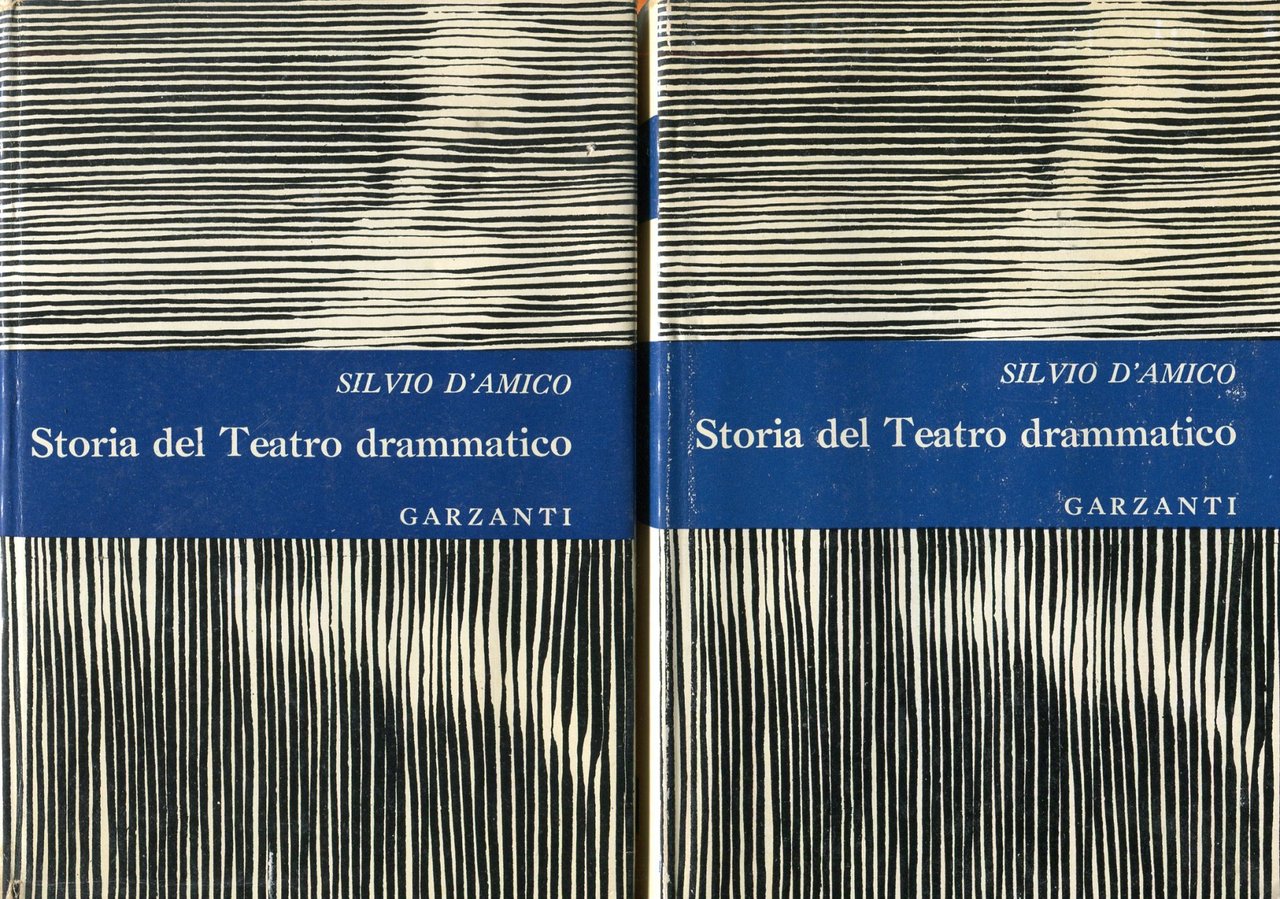 SILVIO D'AMICO
Storia del Teatro drammatico
GARZANTI
SILVIO D'AMICO
Storia del Teatro drammatico
GARZANTI